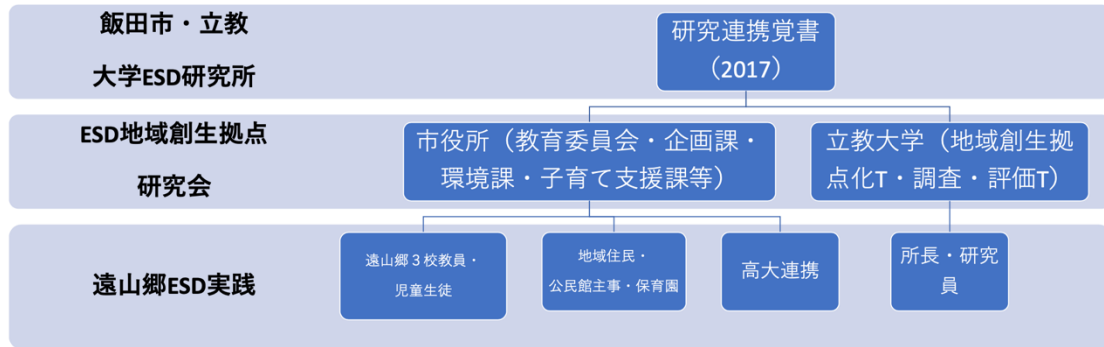 飯田市・立教
大学ESD研究所
研究連携覚書
（2017）
ESD地域創生拠点
研究会
市役所（教育委員会・企画課・
環境課・子育て支援課等）
立教大学（地域創生拠
点化T・調査・評価T）
遠山郷ESD実践
遠山郷３校教員・
児童生徒
地域住民・
公民館主事・保育園
高大連携
所長・研究
員